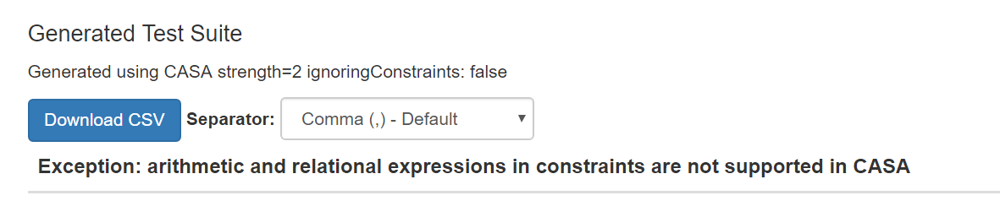 Generated Test Suite
Generated using CASA strength=2 ignoringConstraints: false
Download CSV Separator: Comma (,) - Default
Exception: arithmetic and relational expressions in constraints are not supported in CASA